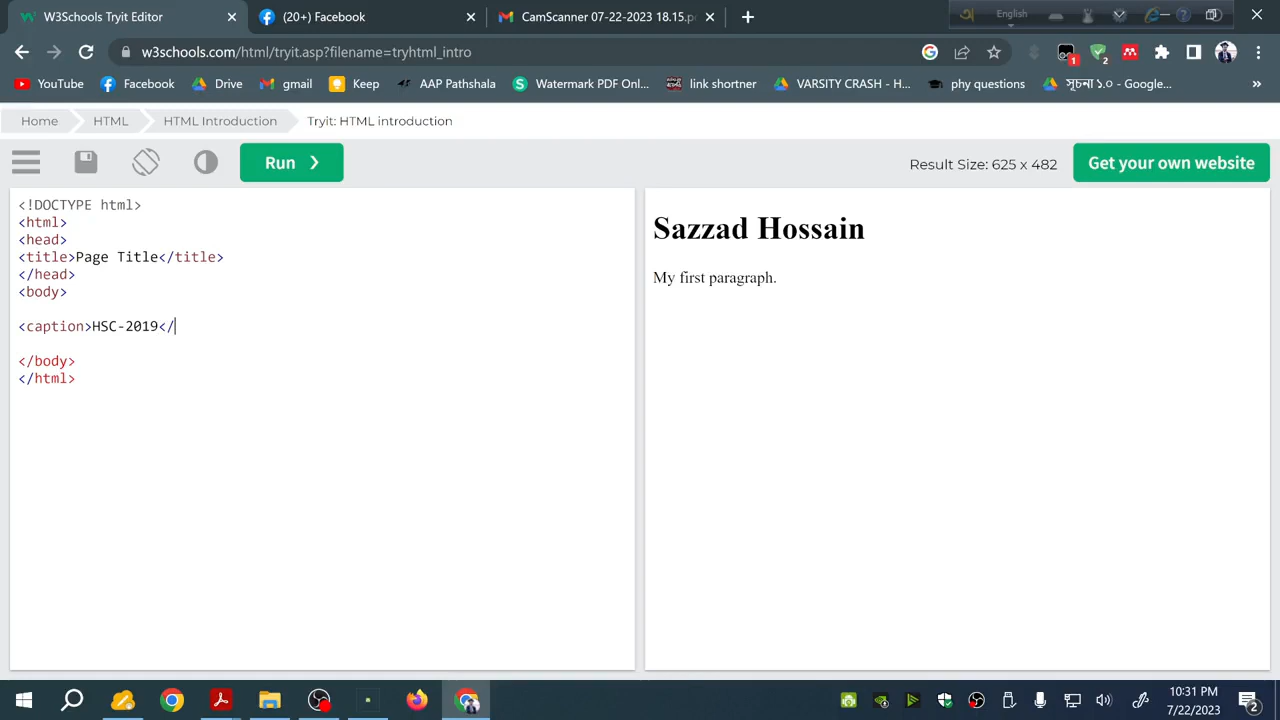 W3Schools Tryit Editor
(20+) Facebook
CamScanner 07-22-2023 18.15.p
English
w3schools.com/html/tryit.asp?filename=tryhtml_intro
1
2
YouTube
Facebook
Drive
gmail
Keep
AAP Pathshala
Watermark PDF Onl...
link shortner
VARSITY CRASH - H...
phy questions
সূচনা ১.০ - Google...
Home
HTML
HTML Introduction
Tryit: HTML introduction
Run ❯
Result Size: 625 x 482
Get your own website
<!DOCTYPE html>
<html>
<head>
<title>Page Title</title>
</head>
<body>
<caption>HSC-2019</
</body>
</html>
Sazzad Hossain
My first paragraph.
10:31 PM
7/22/2023
2